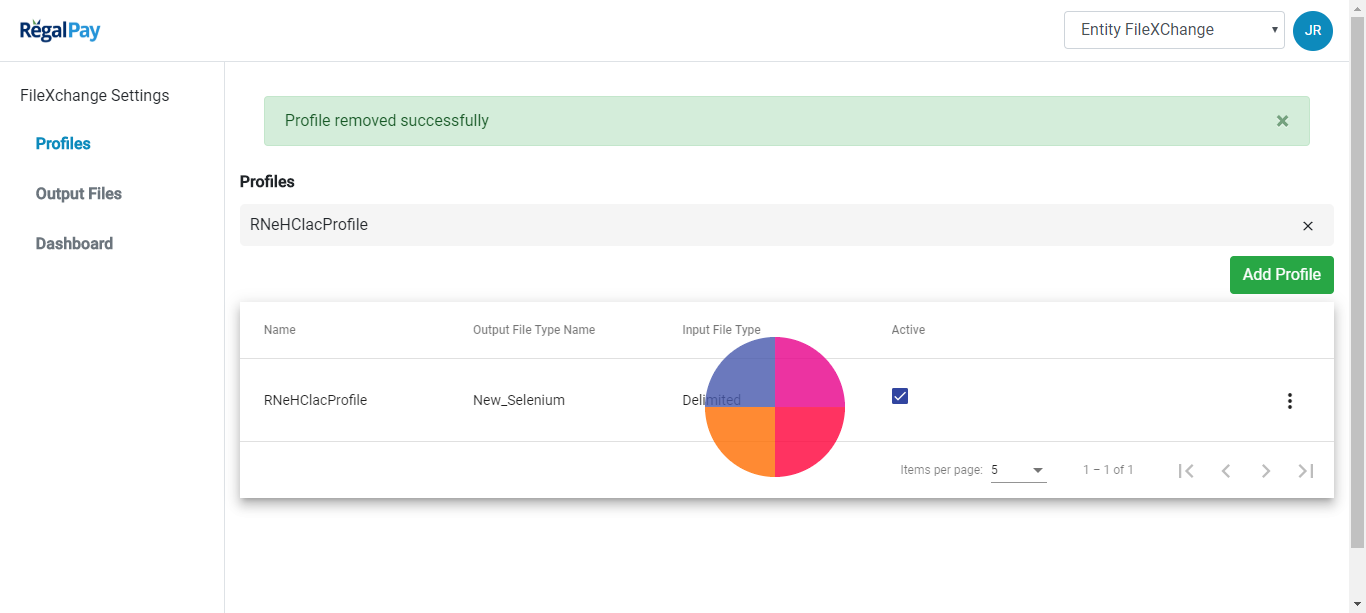 RegalPay
Entity FileXChange
JR
FileXchange Settings
Profiles
Output Files
Dashboard
Profile removed successfully
Profiles
RNeHClacProfile
Add Profile
Name Output File Type Name Input File Type Active
RNeHClacProfile New_Selenium Delimited
Items per page: 5 1 – 1 of 1